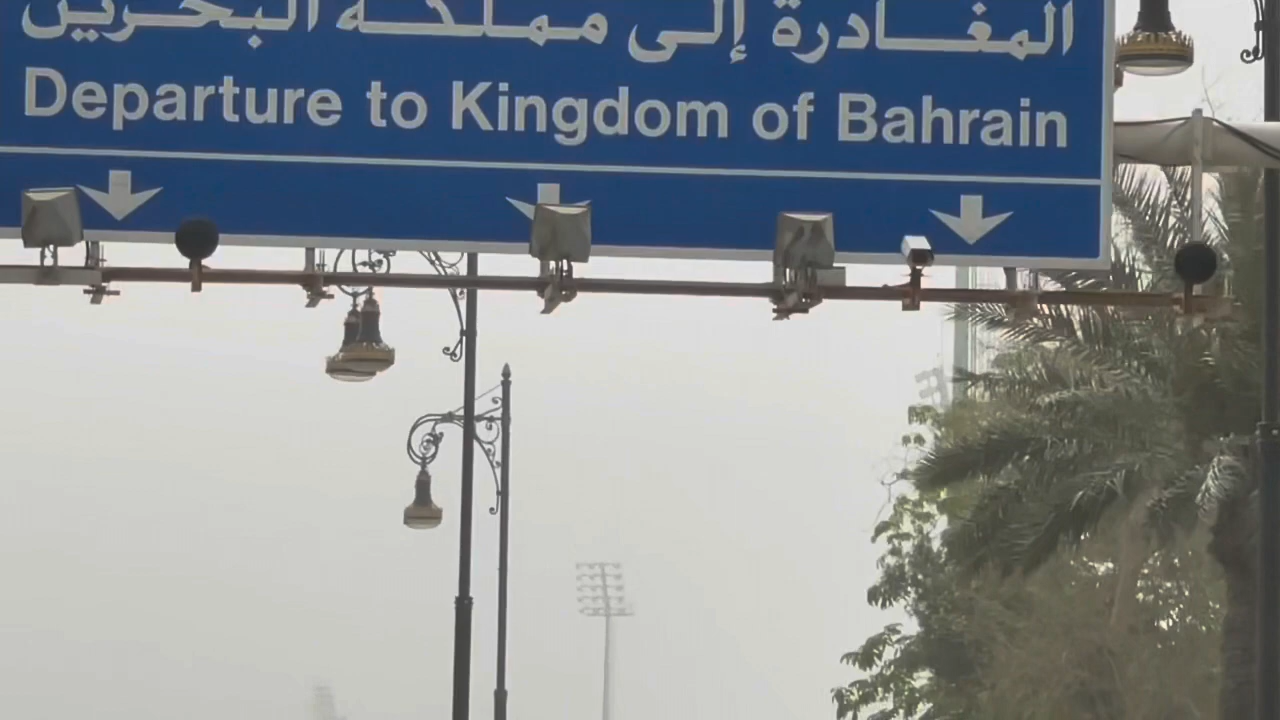 المغادرة إلى مملكة البحرين
Departure to Kingdom of Bahrain